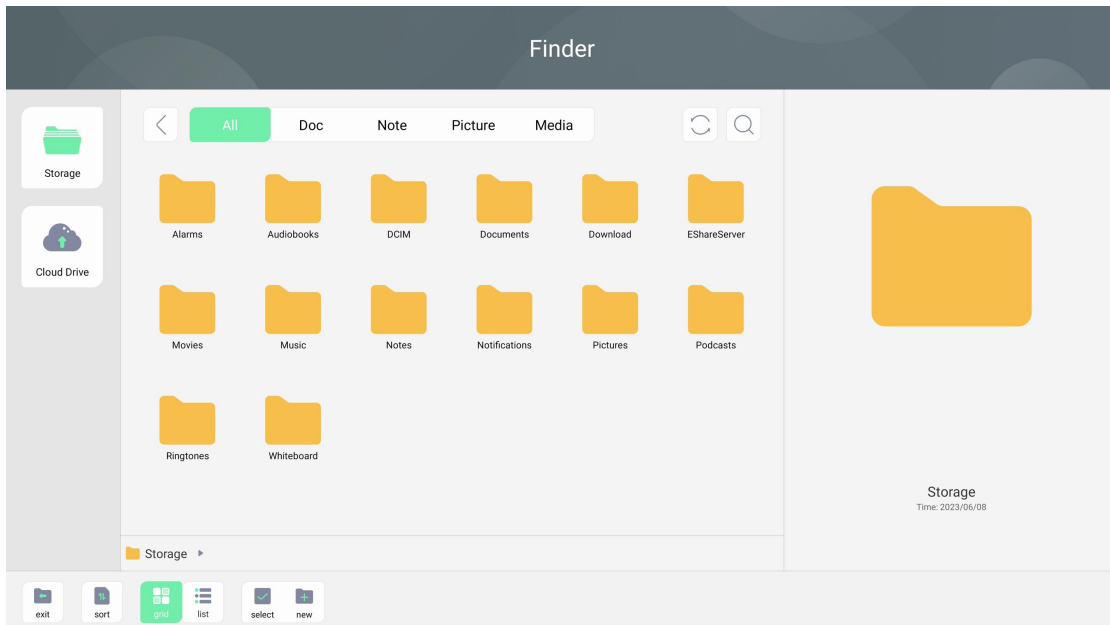 Finder
Storage
Cloud Drive
All Doc Note Picture Media
Alarms Audiobooks DCIM Documents Download EShareServer
Movies Music Notes Notifications Pictures Podcasts
Ringtones Whiteboard
Storage
Time: 2023/06/08
Storage
exit sort grid list select new